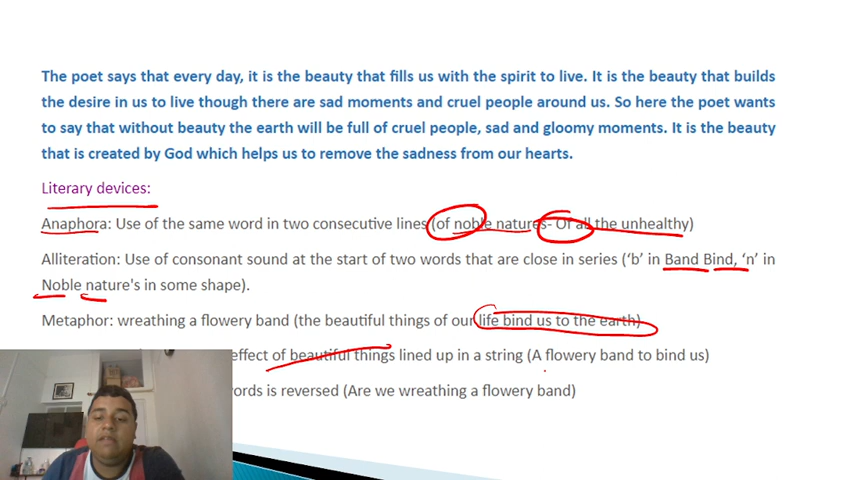 The poet says that every day, it is the beauty that fills us with the spirit to live. It is the beauty that builds
the desire in us to live though there are sad moments and cruel people around us. So here the poet wants
to say that without beauty the earth will be full of cruel people, sad and gloomy moments. It is the beauty
that is created by God which helps us to remove the sadness from our hearts.
Literary devices:
Anaphora: Use of the same word in two consecutive lines (of noble natures- Of all the unhealthy)
Alliteration: Use of consonant sound at the start of two words that are close in series ('b' in Band Bind, 'n' in
Noble nature's in some shape).
Metaphor: wreathing a flowery band (the beautiful things of our life bind us to the earth)
effect of beautiful things lined up in a string (A flowery band to bind us)
is reversed (Are we wreathing a flowery band)